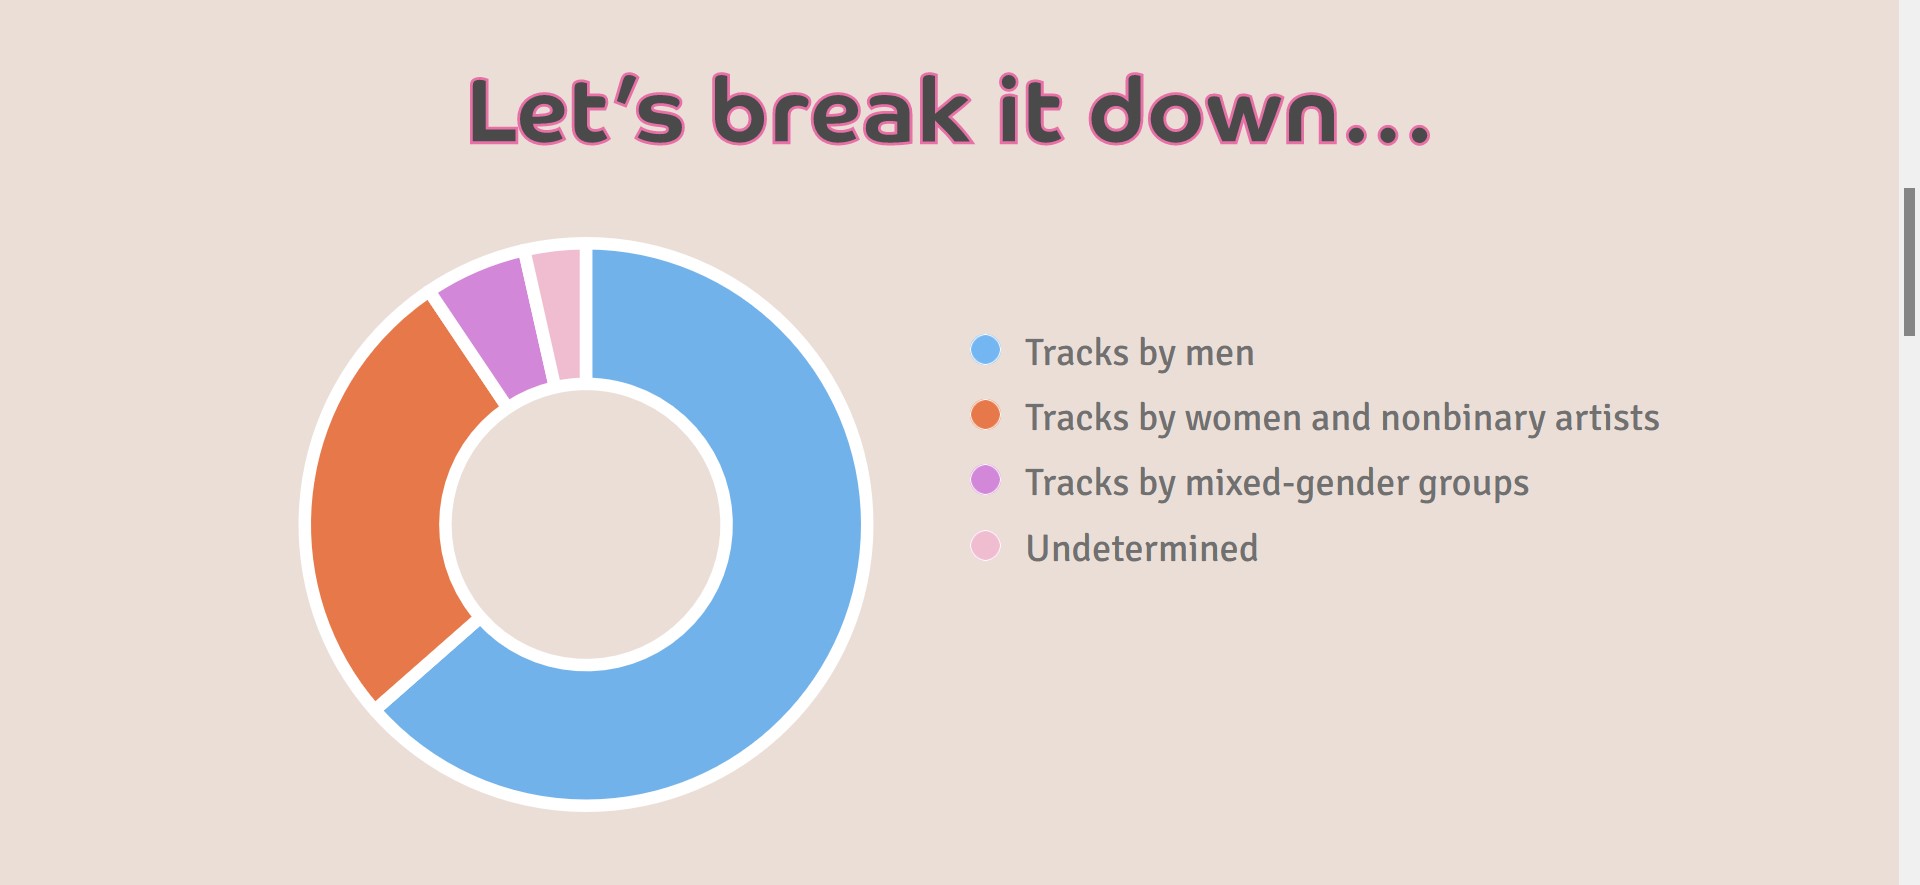 Let’s break it down...
Tracks by men
Tracks by women and nonbinary artists
Tracks by mixed-gender groups
Undetermined